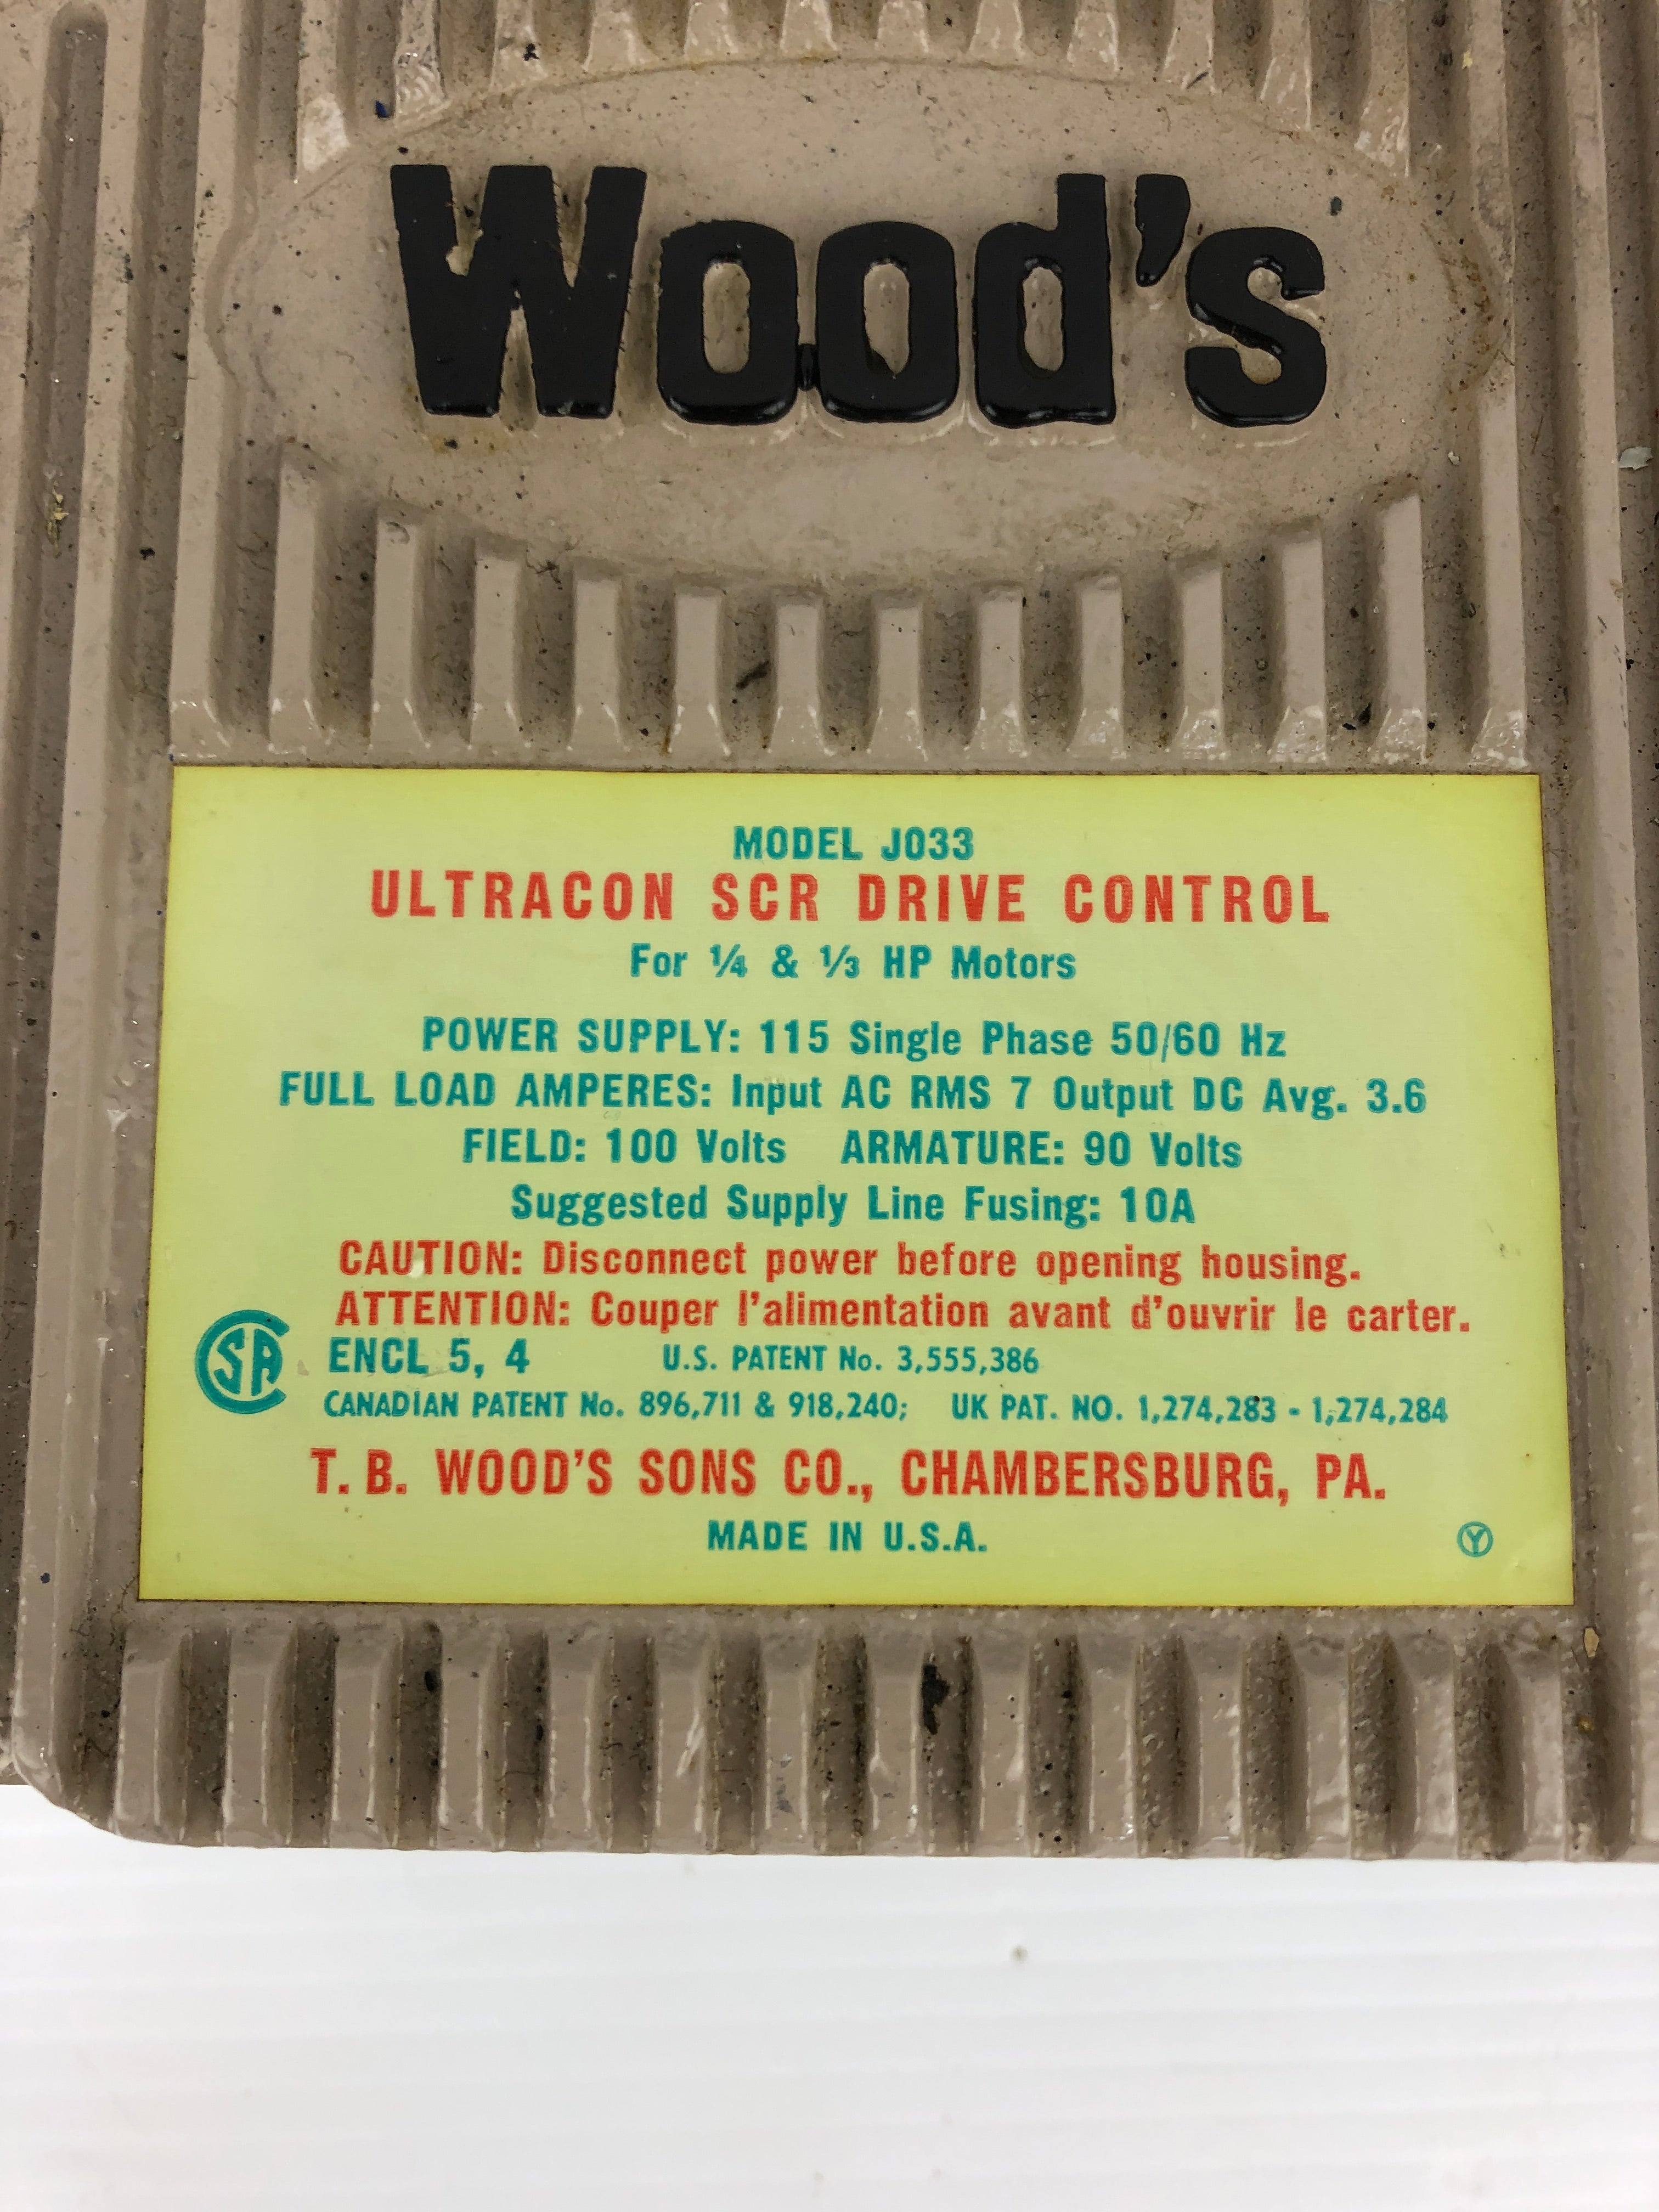 Wood's
MODEL J033
ULTRACON SCR DRIVE CONTROL
For ¼ & ⅓ HP Motors
POWER SUPPLY: 115 Single Phase 50/60 Hz
FULL LOAD AMPERES: Input AC RMS 7 Output DC Avg. 3.6
FIELD: 100 Volts ARMATURE: 90 Volts
Suggested Supply Line Fusing: 10A
CAUTION: Disconnect power before opening housing.
ATTENTION: Couper l'alimentation avant d'ouvrir le carter.
CSA ENCL 5, 4 U.S. PATENT No. 3,555,386
CANADIAN PATENT No. 896,711 & 918,240; UK PAT. NO. 1,274,283 - 1,274,284
T. B. WOOD'S SONS CO., CHAMBERSBURG, PA.
MADE IN U.S.A.
Y